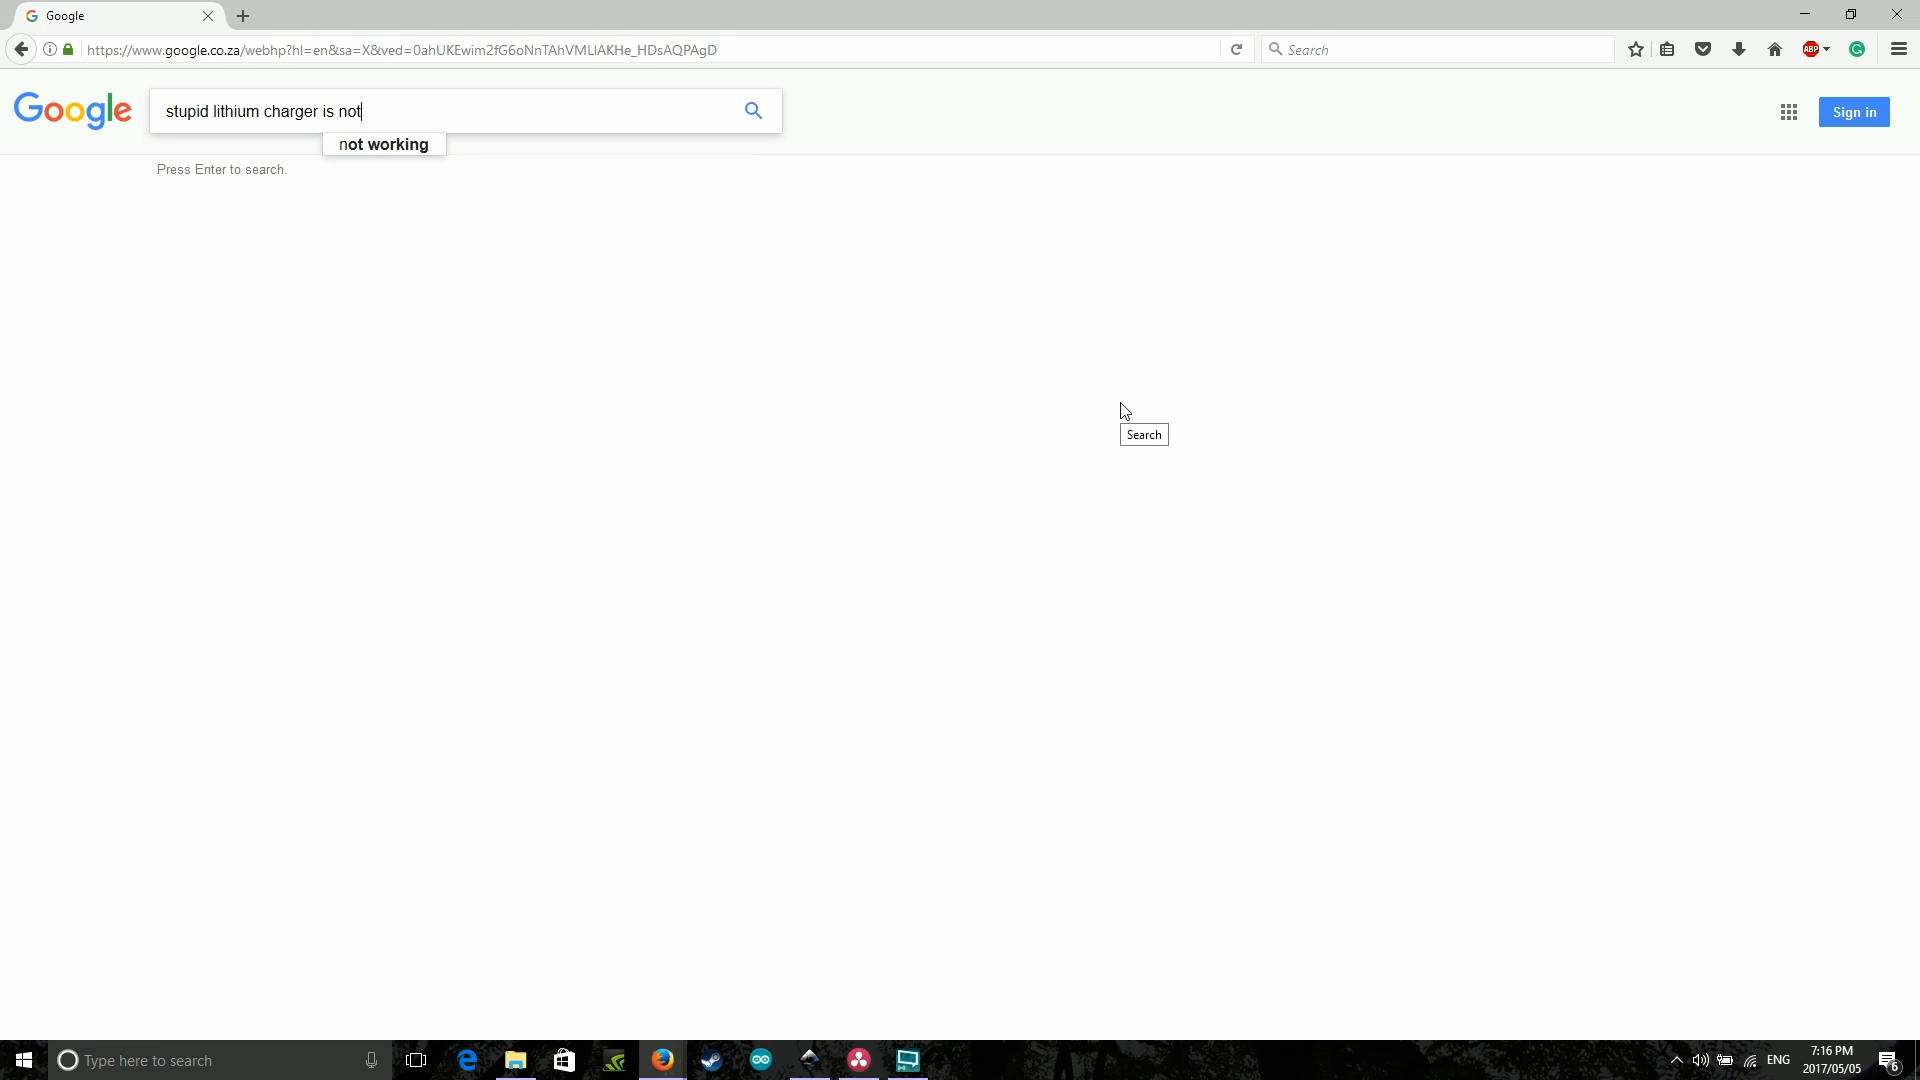 Google
https://www.google.co.za/webhp?hl=en&sa=X&ved=0ahUKEwim2fG6oNnTAhVMLlAKHe_HDsAQPAgD
Search
ABP
Google
stupid lithium charger is not
Sign in
not working
Press Enter to search.
Search
Type here to search
ENG
7:16 PM
2017/05/05
6